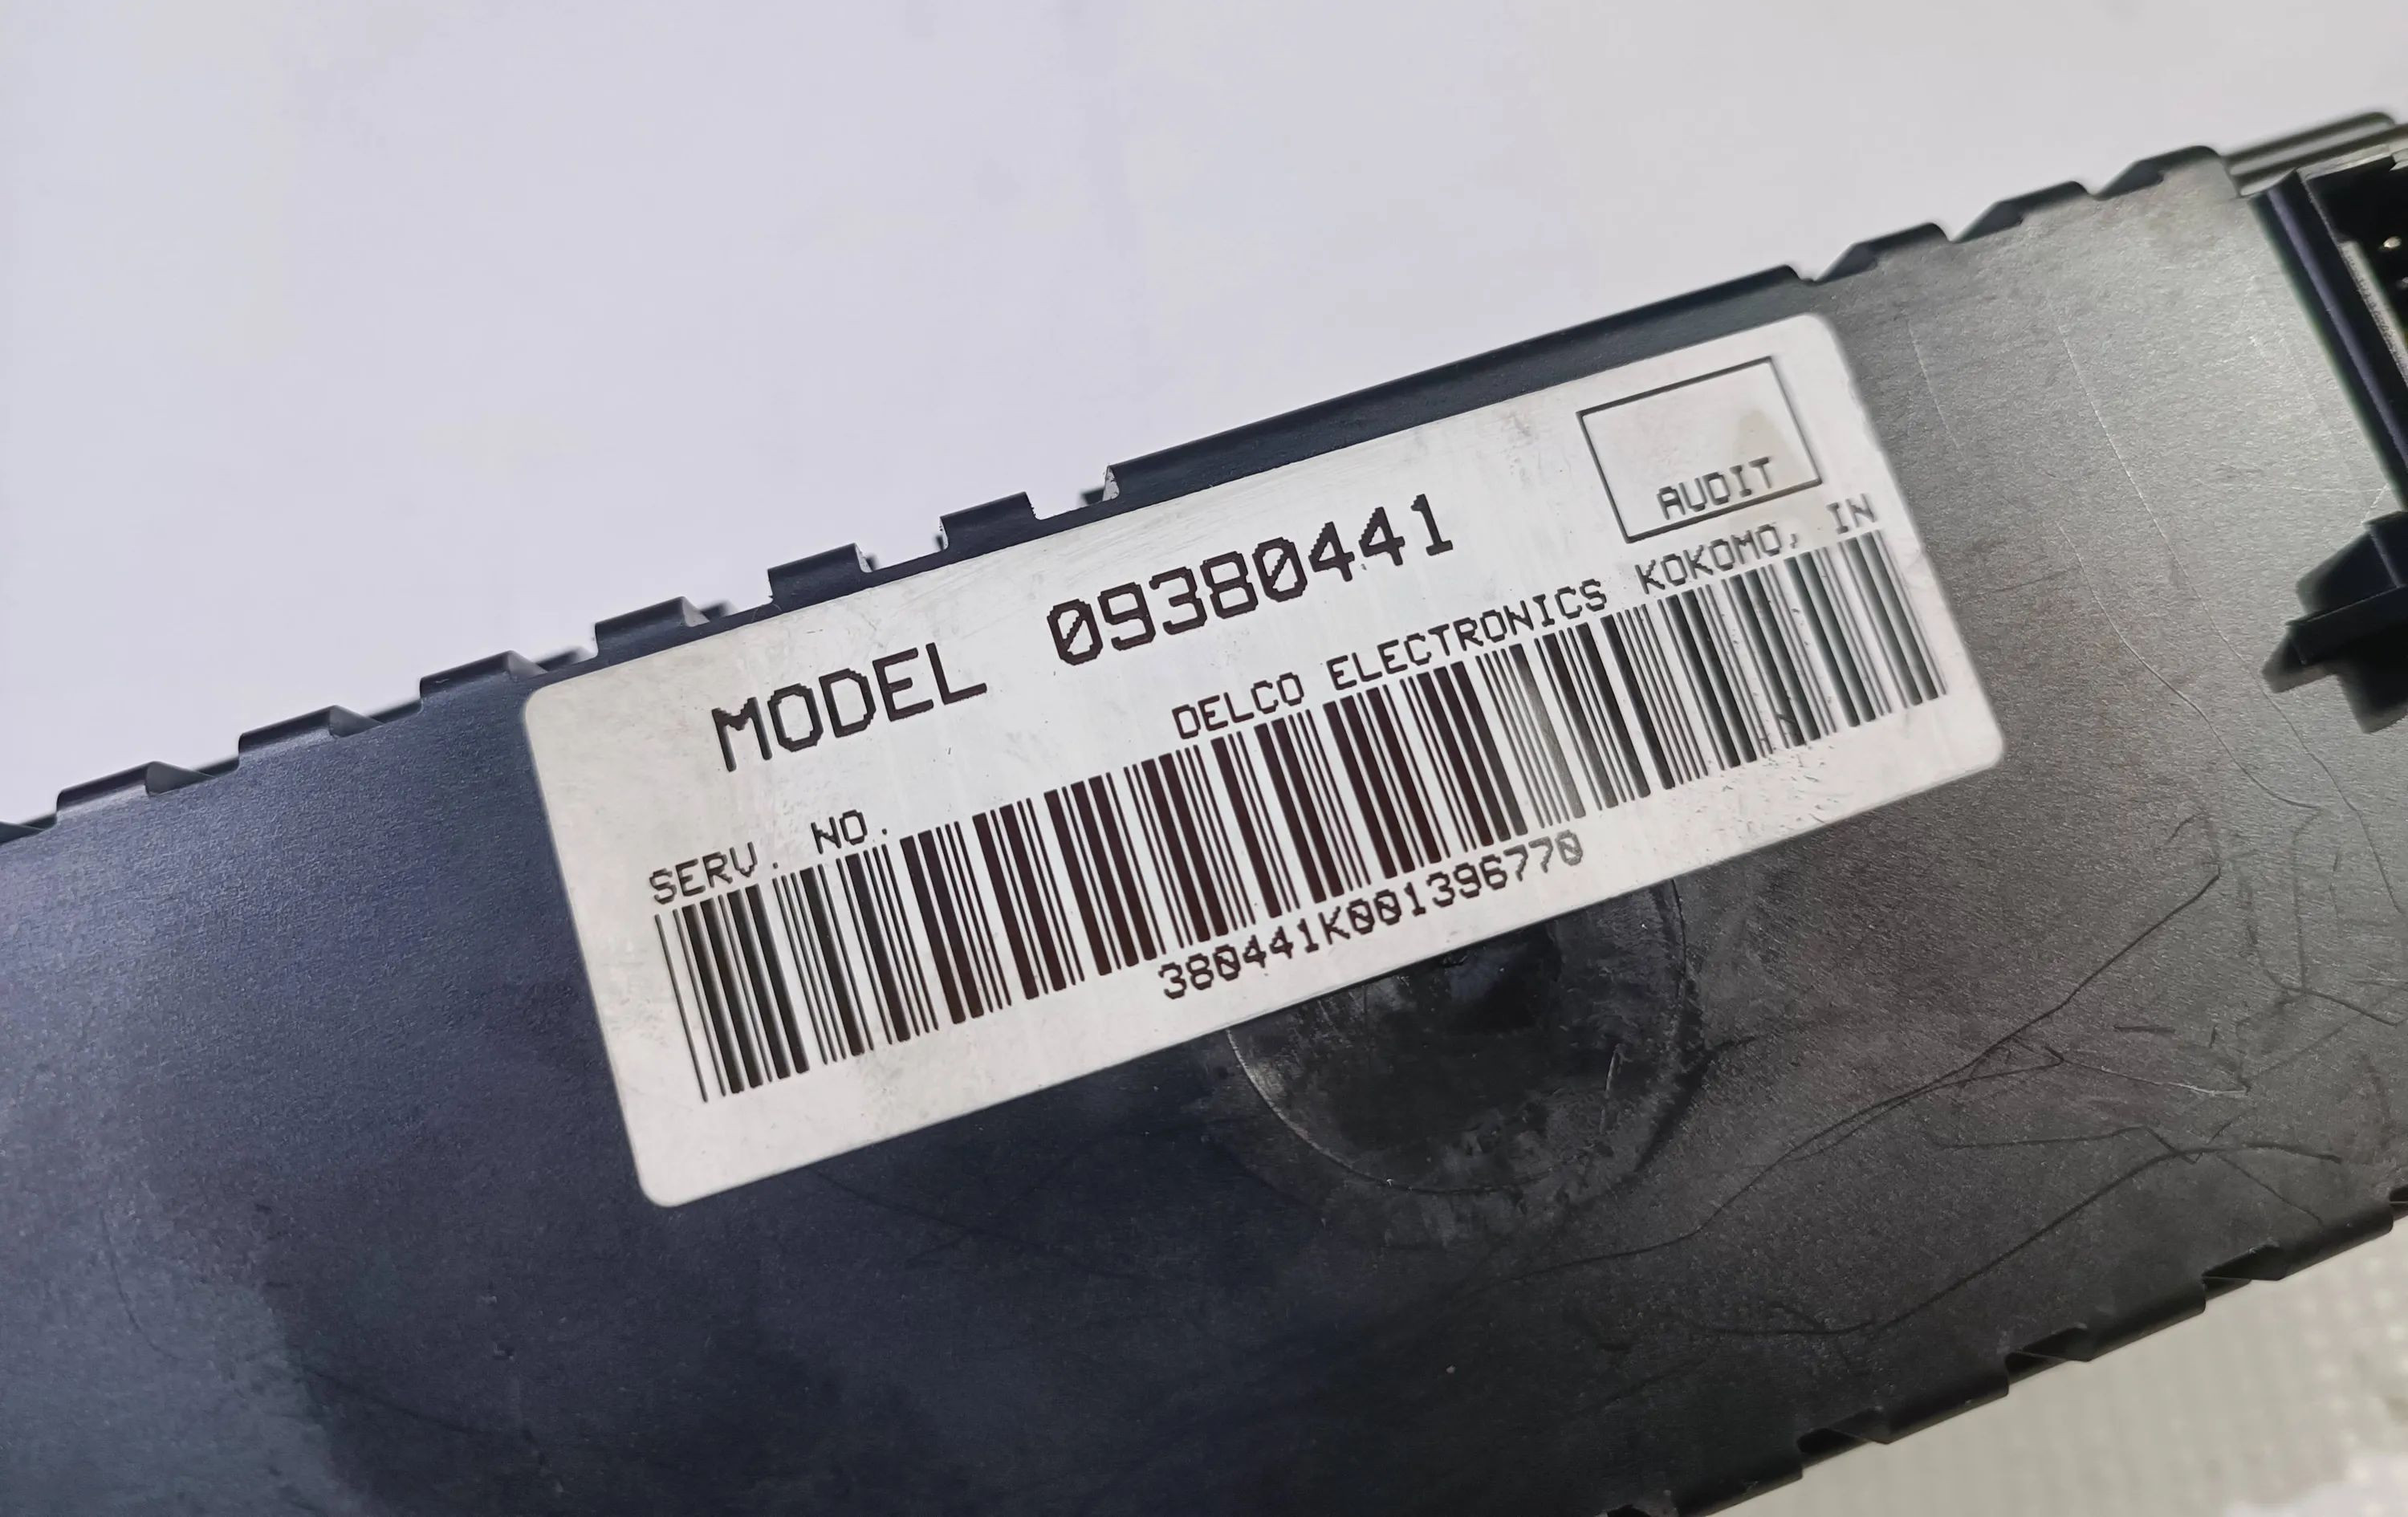 AUDIT
MODEL 09380441
DELCO ELECTRONICS KOKOMO, IN
SERV. NO.
380441K001396770